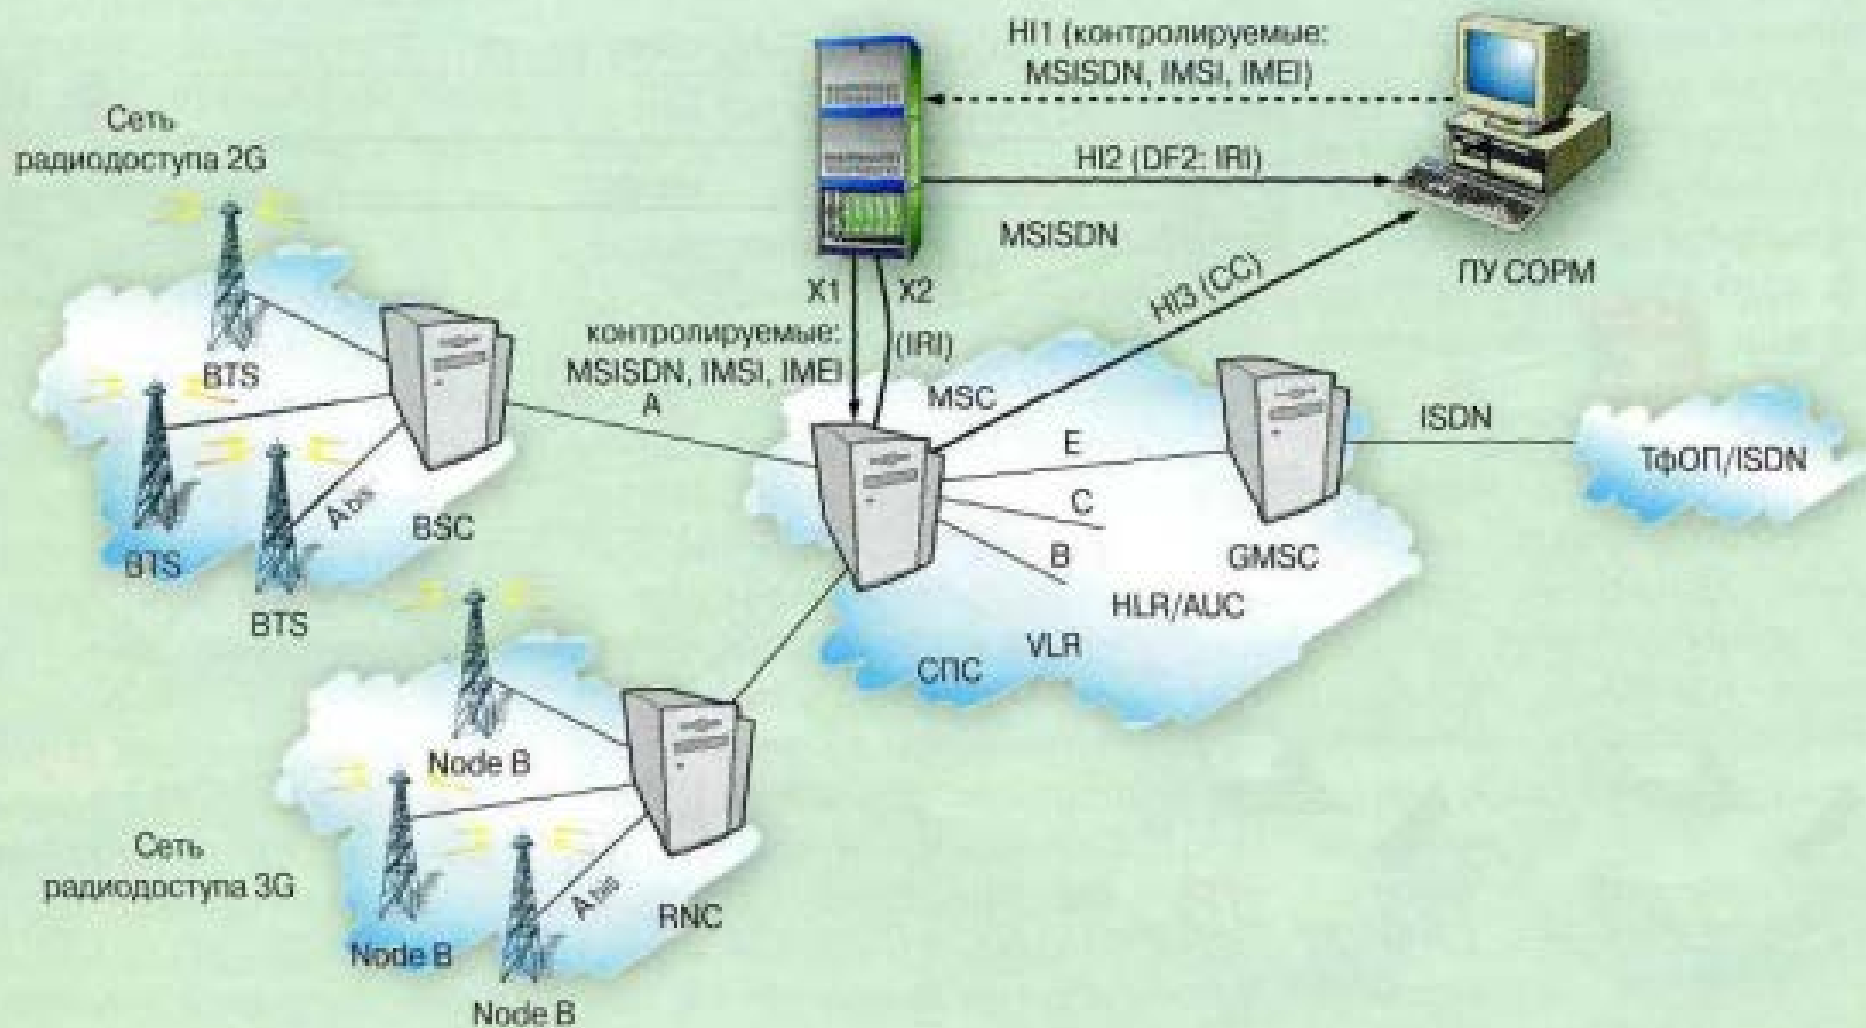 HI1 (контролируемые:
MSISDN, IMSI, IMEI)
Сеть
радиодоступа 2G
HI2 (DF2: IRI)
MSISDN
ПУ СОРМ
X1
X2
HI3 (CC)
контролируемые:
MSISDN, IMSI, IMEI
(IRI)
A
MSC
BTS
E
ISDN
ТфОП/ISDN
C
Abis
BSC
B
GMSC
BTS
BTS
HLR/AUC
VLR
СПС
Node B
Сеть
радиодоступа 3G
Abis
RNC
Node B
Node B